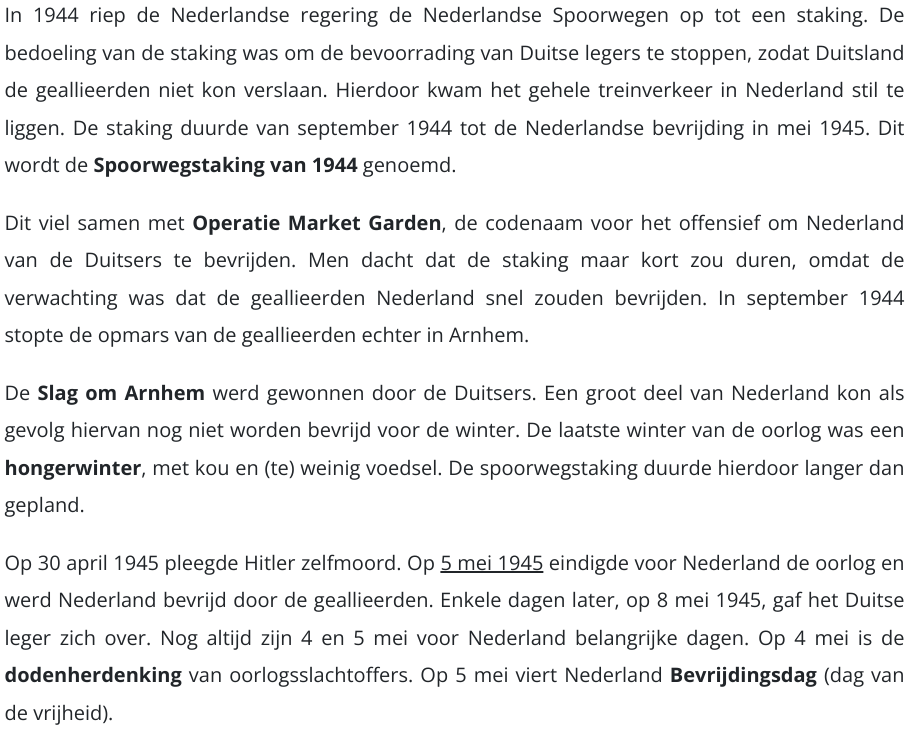 In 1944 riep de Nederlandse regering de Nederlandse Spoorwegen op tot een staking. De
bedoeling van de staking was om de bevoorrading van Duitse legers te stoppen, zodat Duitsland
de geallieerden niet kon verslaan. Hierdoor kwam het gehele treinverkeer in Nederland stil te
liggen. De staking duurde van september 1944 tot de Nederlandse bevrijding in mei 1945. Dit
wordt de Spoorwegstaking van 1944 genoemd.
Dit viel samen met Operatie Market Garden, de codenaam voor het offensief om Nederland
van de Duitsers te bevrijden. Men dacht dat de staking maar kort zou duren, omdat de
verwachting was dat de geallieerden Nederland snel zouden bevrijden. In september 1944
stopte de opmars van de geallieerden echter in Arnhem.
De Slag om Arnhem werd gewonnen door de Duitsers. Een groot deel van Nederland kon als
gevolg hiervan nog niet worden bevrijd voor de winter. De laatste winter van de oorlog was een
hongerwinter, met kou en (te) weinig voedsel. De spoorwegstaking duurde hierdoor langer dan
gepland.
Op 30 april 1945 pleegde Hitler zelfmoord. Op 5 mei 1945 eindigde voor Nederland de oorlog en
werd Nederland bevrijd door de geallieerden. Enkele dagen later, op 8 mei 1945, gaf het Duitse
leger zich over. Nog altijd zijn 4 en 5 mei voor Nederland belangrijke dagen. Op 4 mei is de
dodenherdenking van oorlogsslachtoffers. Op 5 mei viert Nederland Bevrijdingsdag (dag van
de vrijheid).